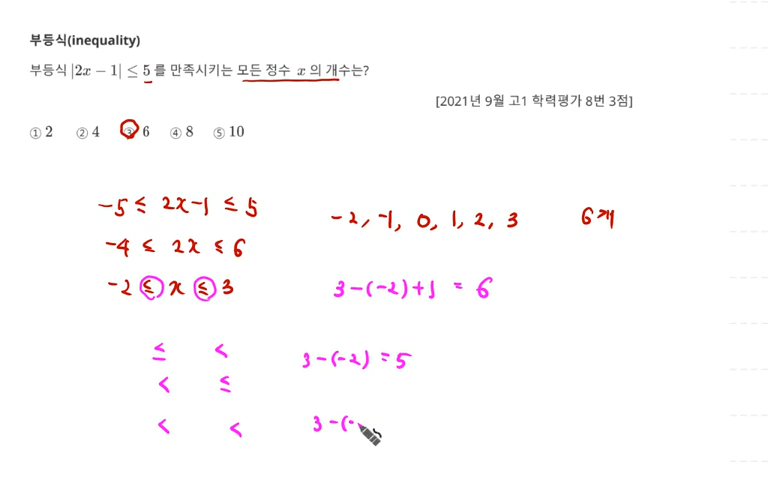 부등식(inequality)
부등식 |2x − 1| ≤ 5 를 만족시키는 모든 정수 x 의 개수는?
[2021년 9월 고1 학력평가 8번 3점]
① 2 ② 4 ③ 6 ④ 8 ⑤ 10
-5 ≤ 2x-1 ≤ 5
-4 ≤ 2x ≤ 6
-2 ≤ x ≤ 3
-2, -1, 0, 1, 2, 3 6개
3-(-2)+1 = 6
≤ <
< ≤
3-(-2) = 5
< < 3-(-